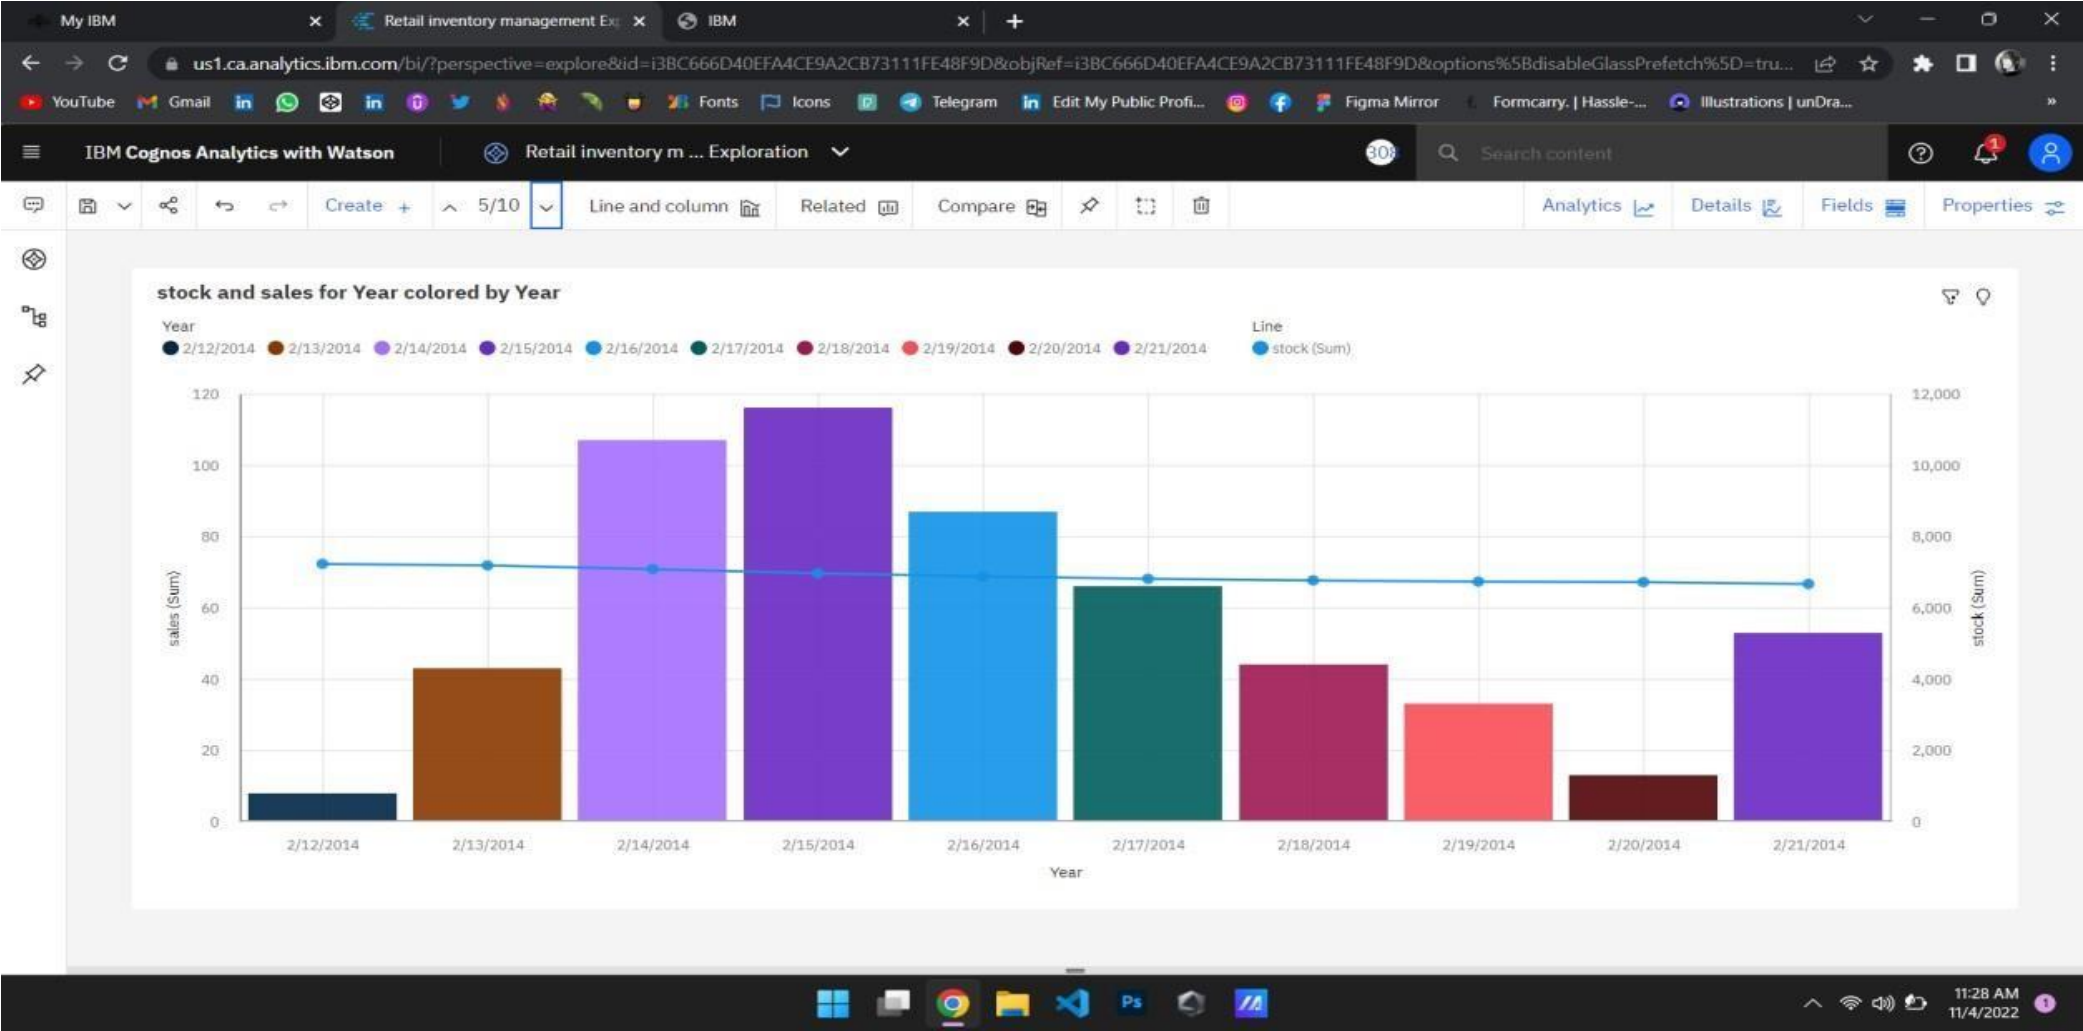 My IBM
Retail inventory management Ex
IBM
us1.ca.analytics.ibm.com/bi/?perspective=explore&id=i3BC666D40EFA4CE9A2CB73111FE48F9D&objRef=i3BC666D40EFA4CE9A2CB73111FE48F9D&options%5BdisableGlassPrefetch%5D=tru...
YouTube Gmail Fonts Icons Telegram Edit My Public Profi... Figma Mirror Formcarry. | Hassle-... Illustrations | unDra... »
IBM Cognos Analytics with Watson Retail inventory m ... Exploration 308 Search content 1
Create + 5/10 Line and column Related Compare Analytics Details Fields Properties
stock and sales for Year colored by Year
Year Line
2/12/2014 2/13/2014 2/14/2014 2/15/2014 2/16/2014 2/17/2014 2/18/2014 2/19/2014 2/20/2014 2/21/2014 stock (Sum)
120 12,000
100 10,000
80 8,000
60 6,000
40 4,000
20 2,000
0 0
sales (Sum)
stock (Sum)
2/12/2014 2/13/2014 2/14/2014 2/15/2014 2/16/2014 2/17/2014 2/18/2014 2/19/2014 2/20/2014 2/21/2014
Year
Ps
11:28 AM
11/4/2022
1